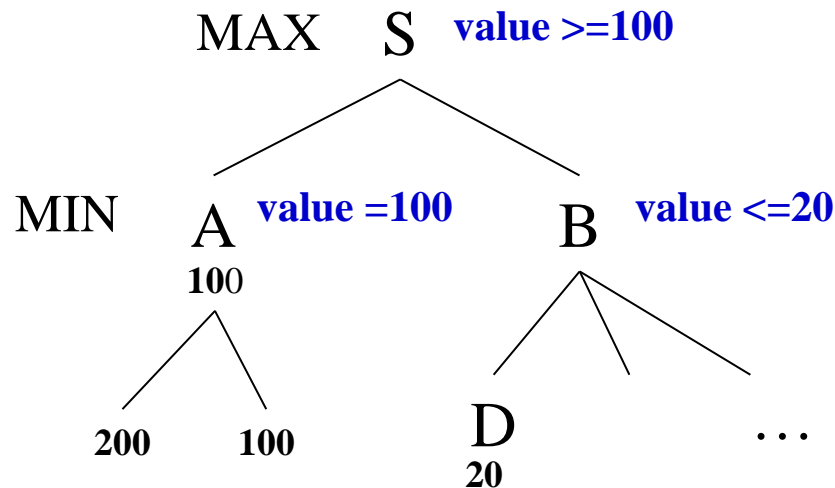 MAX S value >=100
MIN A value =100 B value <=20
100
200 100 D ...
20